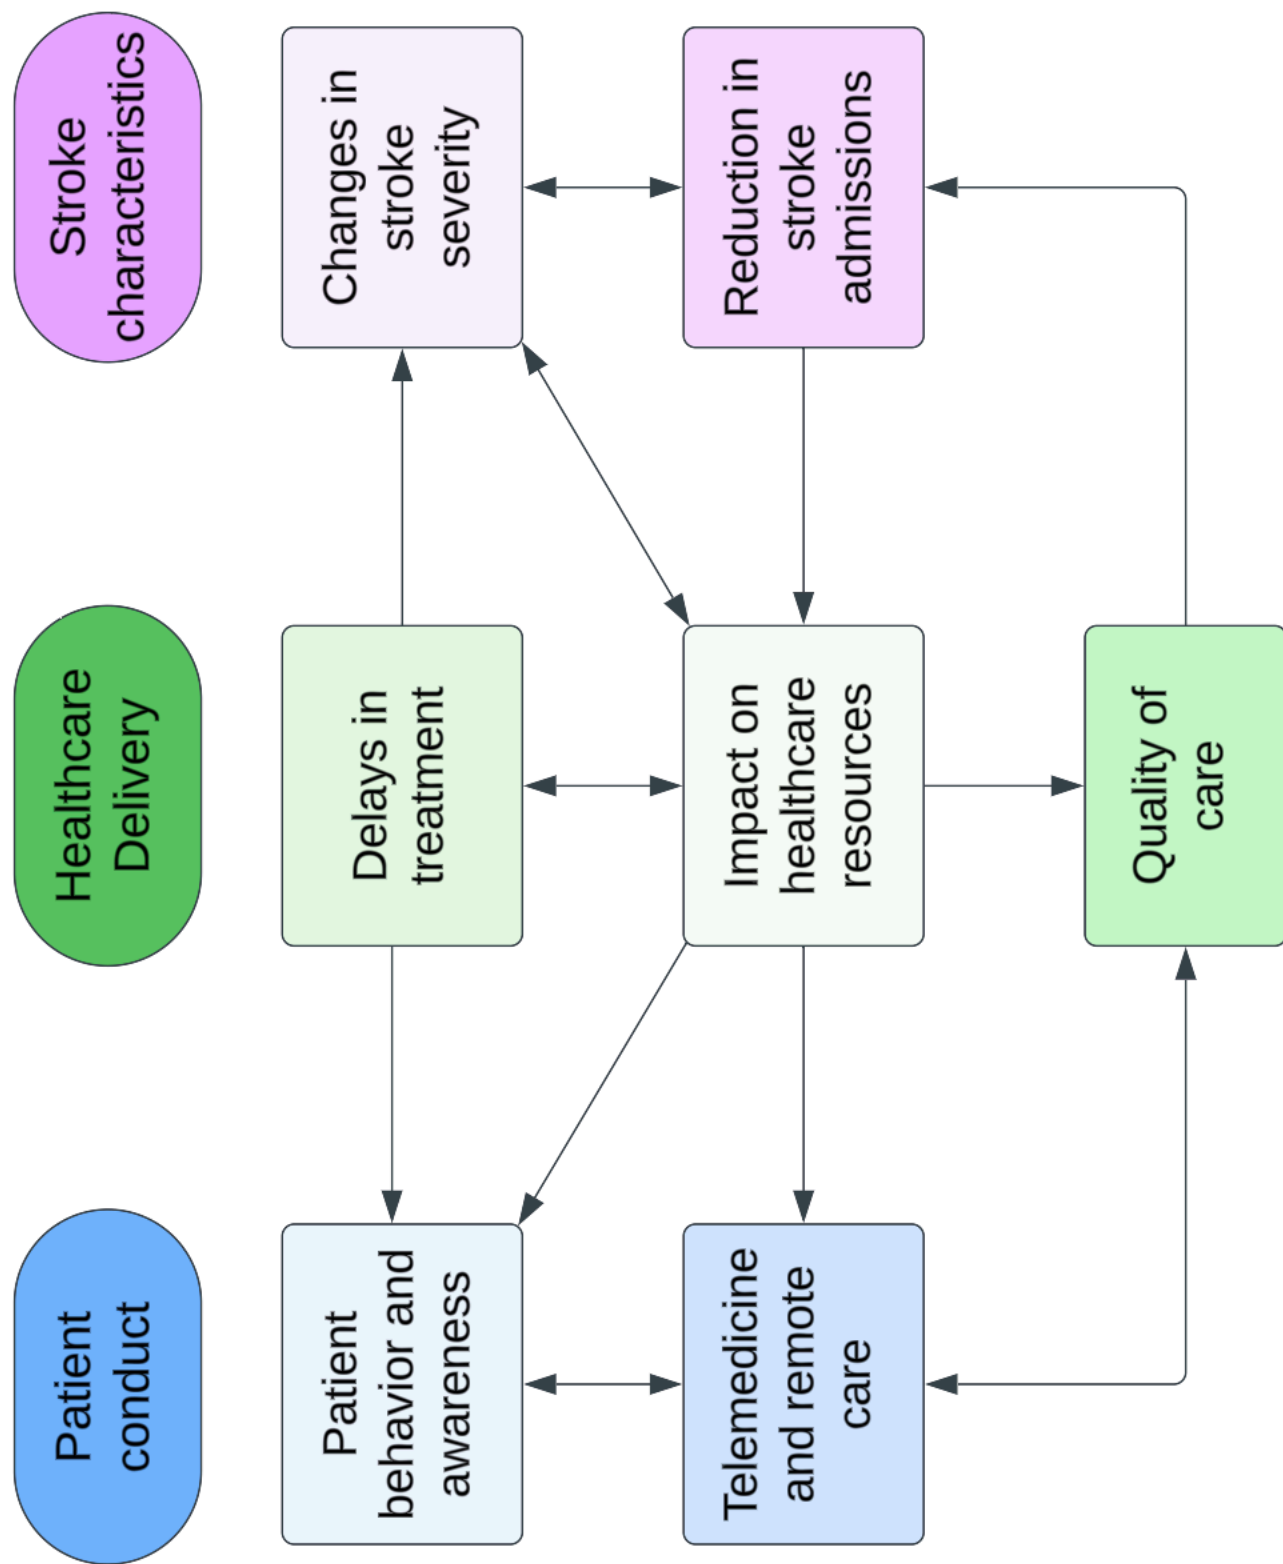 Patient
conduct
Healthcare
Delivery
Stroke
characteristics
Patient
behavior and
awareness
Delays in
treatment
Changes in
stroke
severity
Telemedicine
and remote
care
Impact on
healthcare
resources
Reduction in
stroke
admissions
Quality of
care